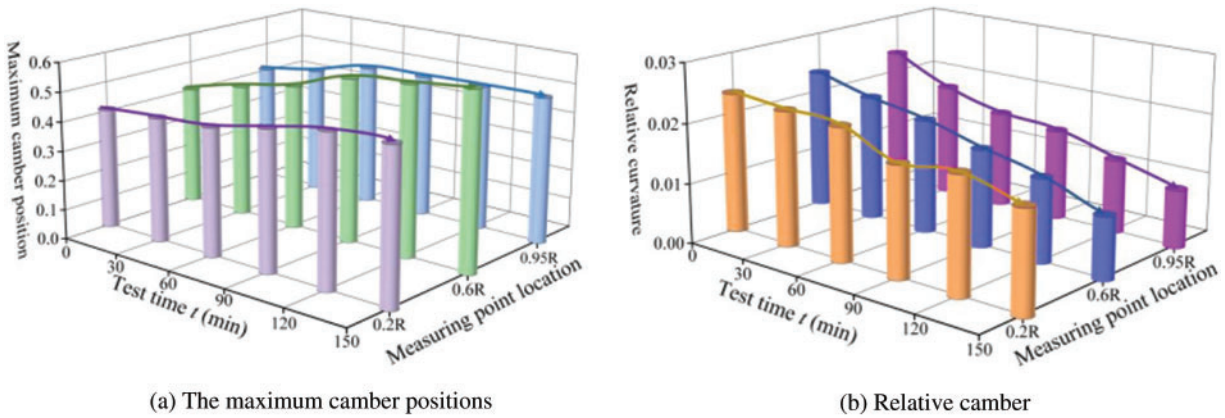 Maximum camber position
0.6
0.5
0.4
0.3
0.2
0.1
0.0
0
30
60
90
120
150
Test time t (min)
0.2R
0.6R
0.95R
Measuring point location
(a) The maximum camber positions
Relative curvature
0.03
0.02
0.01
0.00
0
30
60
90
120
150
Test time t (min)
0.2R
0.6R
0.95R
Measuring point location
(b) Relative camber